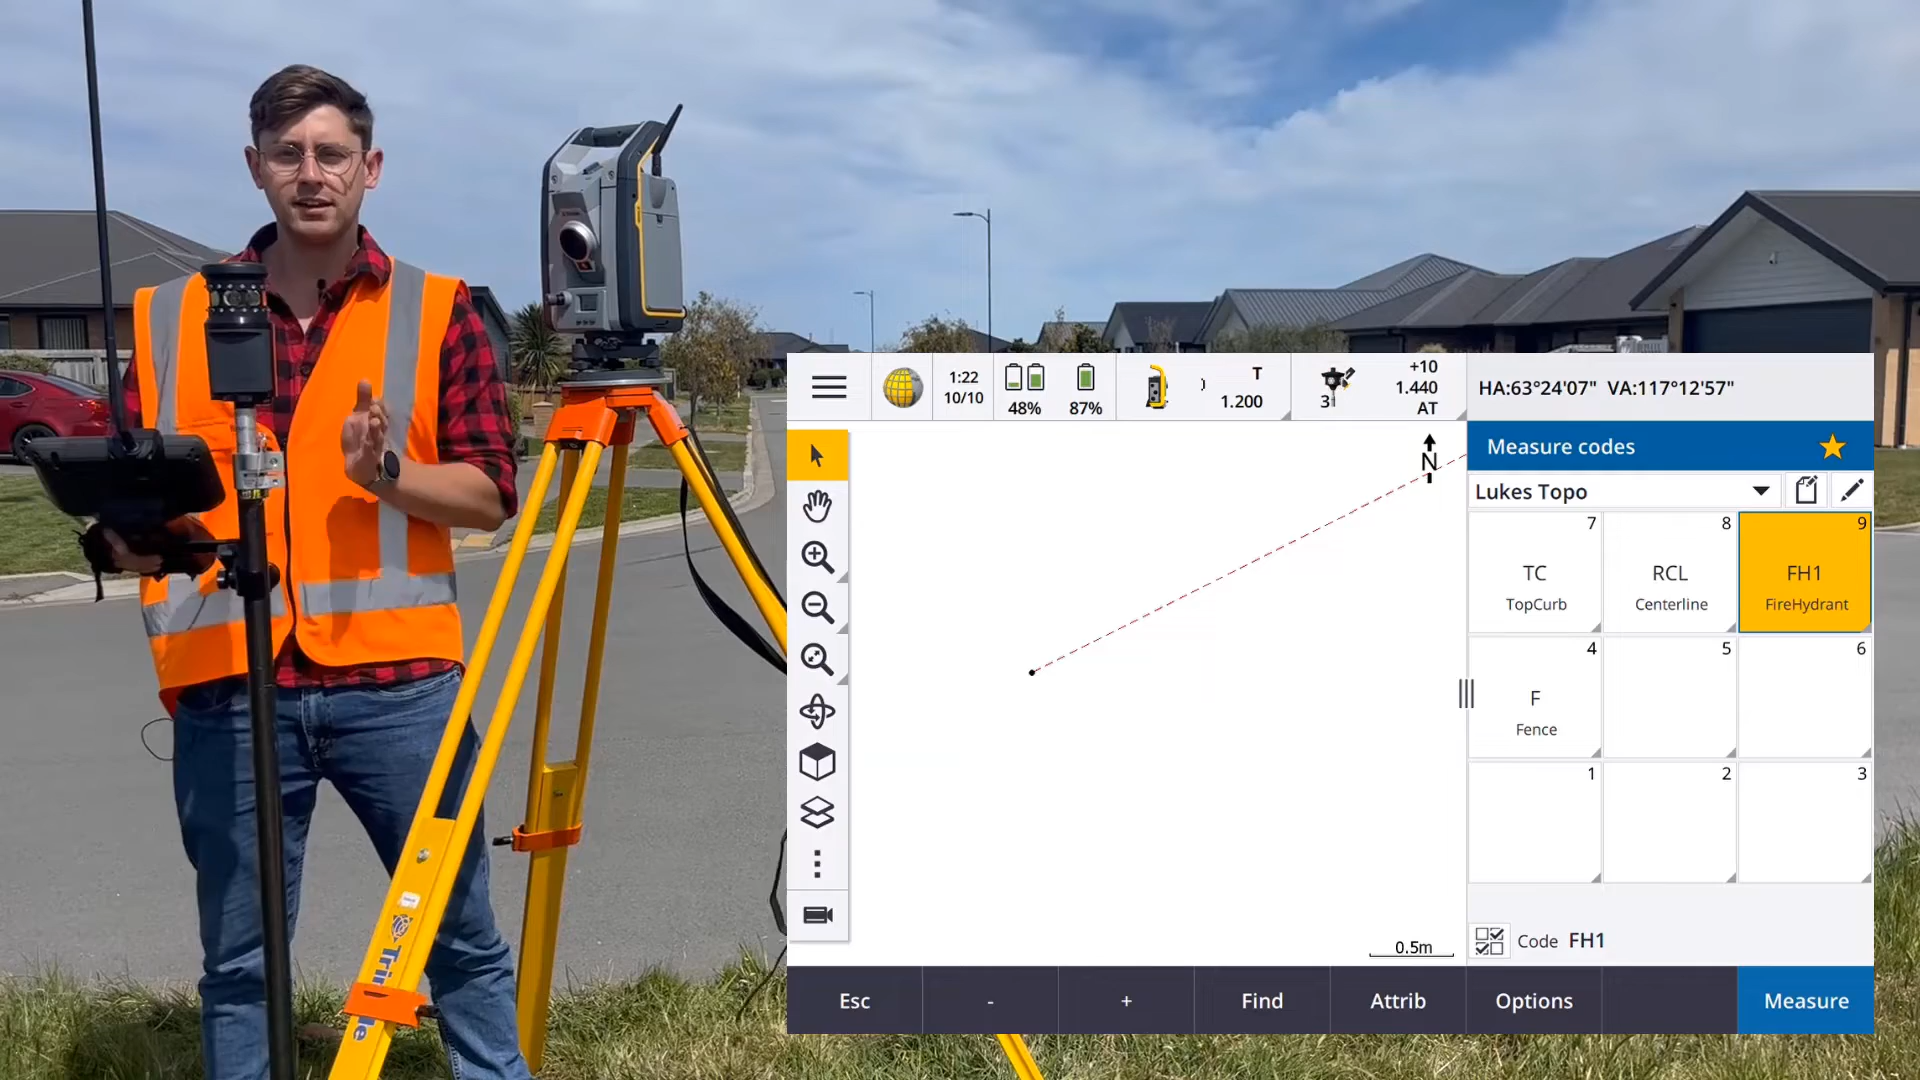 1:22
10/10
48%
87%
T
1.200
3
+10
1.440
AT
HA:63°24'07" VA:117°12'57"
N
Measure codes
Lukes Topo
7
TC
TopCurb
8
RCL
Centerline
9
FH1
FireHydrant
4
F
Fence
5
6
1
2
3
0.5m
Code FH1
Esc
-
+
Find
Attrib
Options
Measure
Trimble